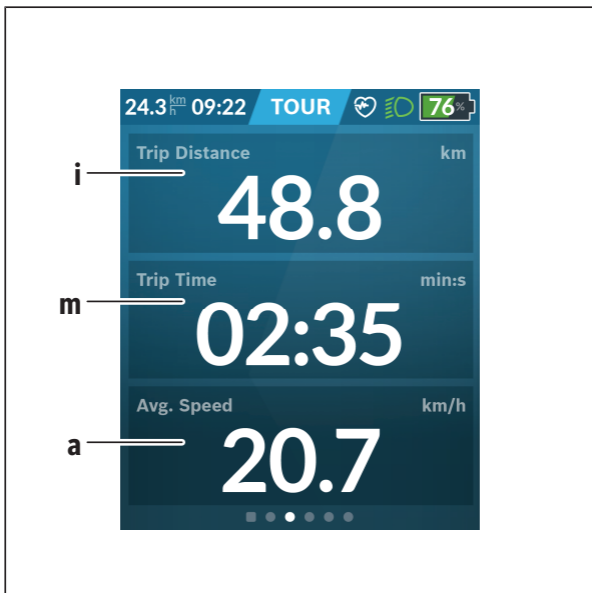 24.3 km/h 09:22 TOUR 76%
Trip Distance km
i
48.8
Trip Time min:s
m
02:35
Avg. Speed km/h
a
20.7